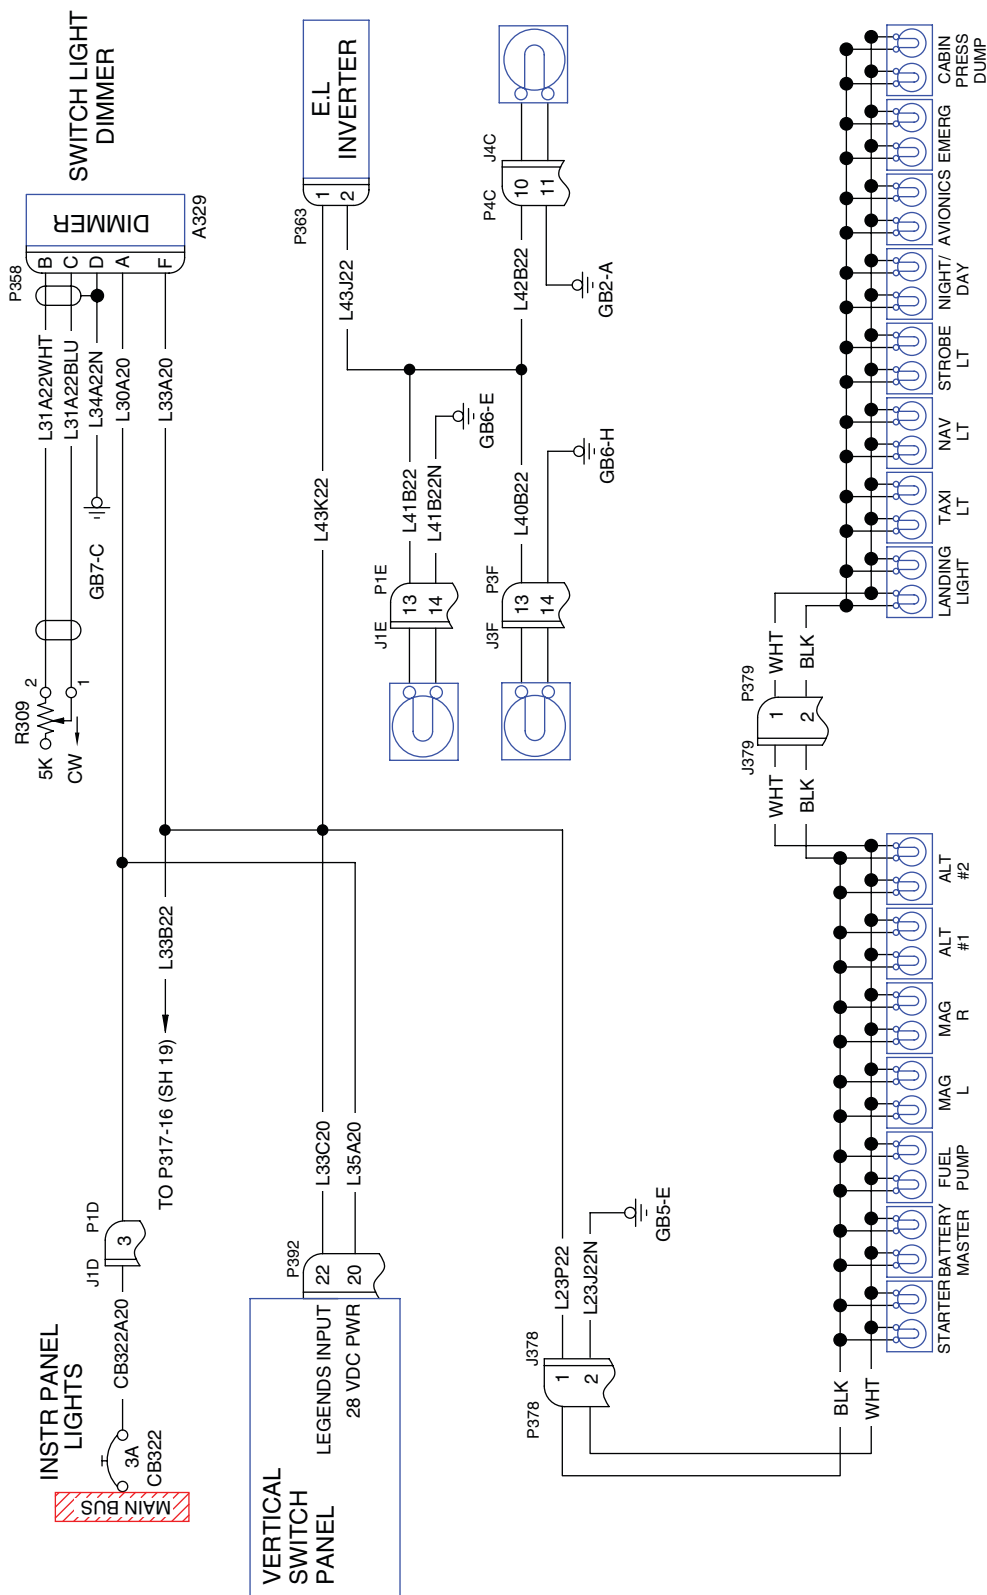 INSTR PANEL
LIGHTS
MAIN BUS
3A
CB322
CB322A20
J1D
P1D
3
TO P317-16 (SH 19)
L33B22
5K
R309
2
CW
1
GB7-C
L31A22WHT
L31A22BLU
L34A22N
L30A20
L33A20
P358
B
C
D
A
F
DIMMER
A329
SWITCH LIGHT
DIMMER
VERTICAL
SWITCH
PANEL
LEGENDS INPUT
28 VDC PWR
P392
22
20
L33C20
L35A20
L43K22
L43J22
P363
1
2
E.L
INVERTER
J1E
P1E
13
14
L41B22
L41B22N
GB6-E
J3F
P3F
13
14
L40B22
GB6-H
L42B22
GB2-A
P4C
J4C
10
11
P378
J378
1
2
L23P22
L23J22N
GB5-E
BLK
WHT
STARTER
BATTERY
MASTER
FUEL
PUMP
MAG
L
MAG
R
ALT
#1
ALT
#2
WHT
BLK
J379
P379
1
2
WHT
BLK
LANDING
LIGHT
TAXI
LT
NAV
LT
STROBE
LT
NIGHT/
DAY
AVIONICS
EMERG
CABIN
PRESS
DUMP